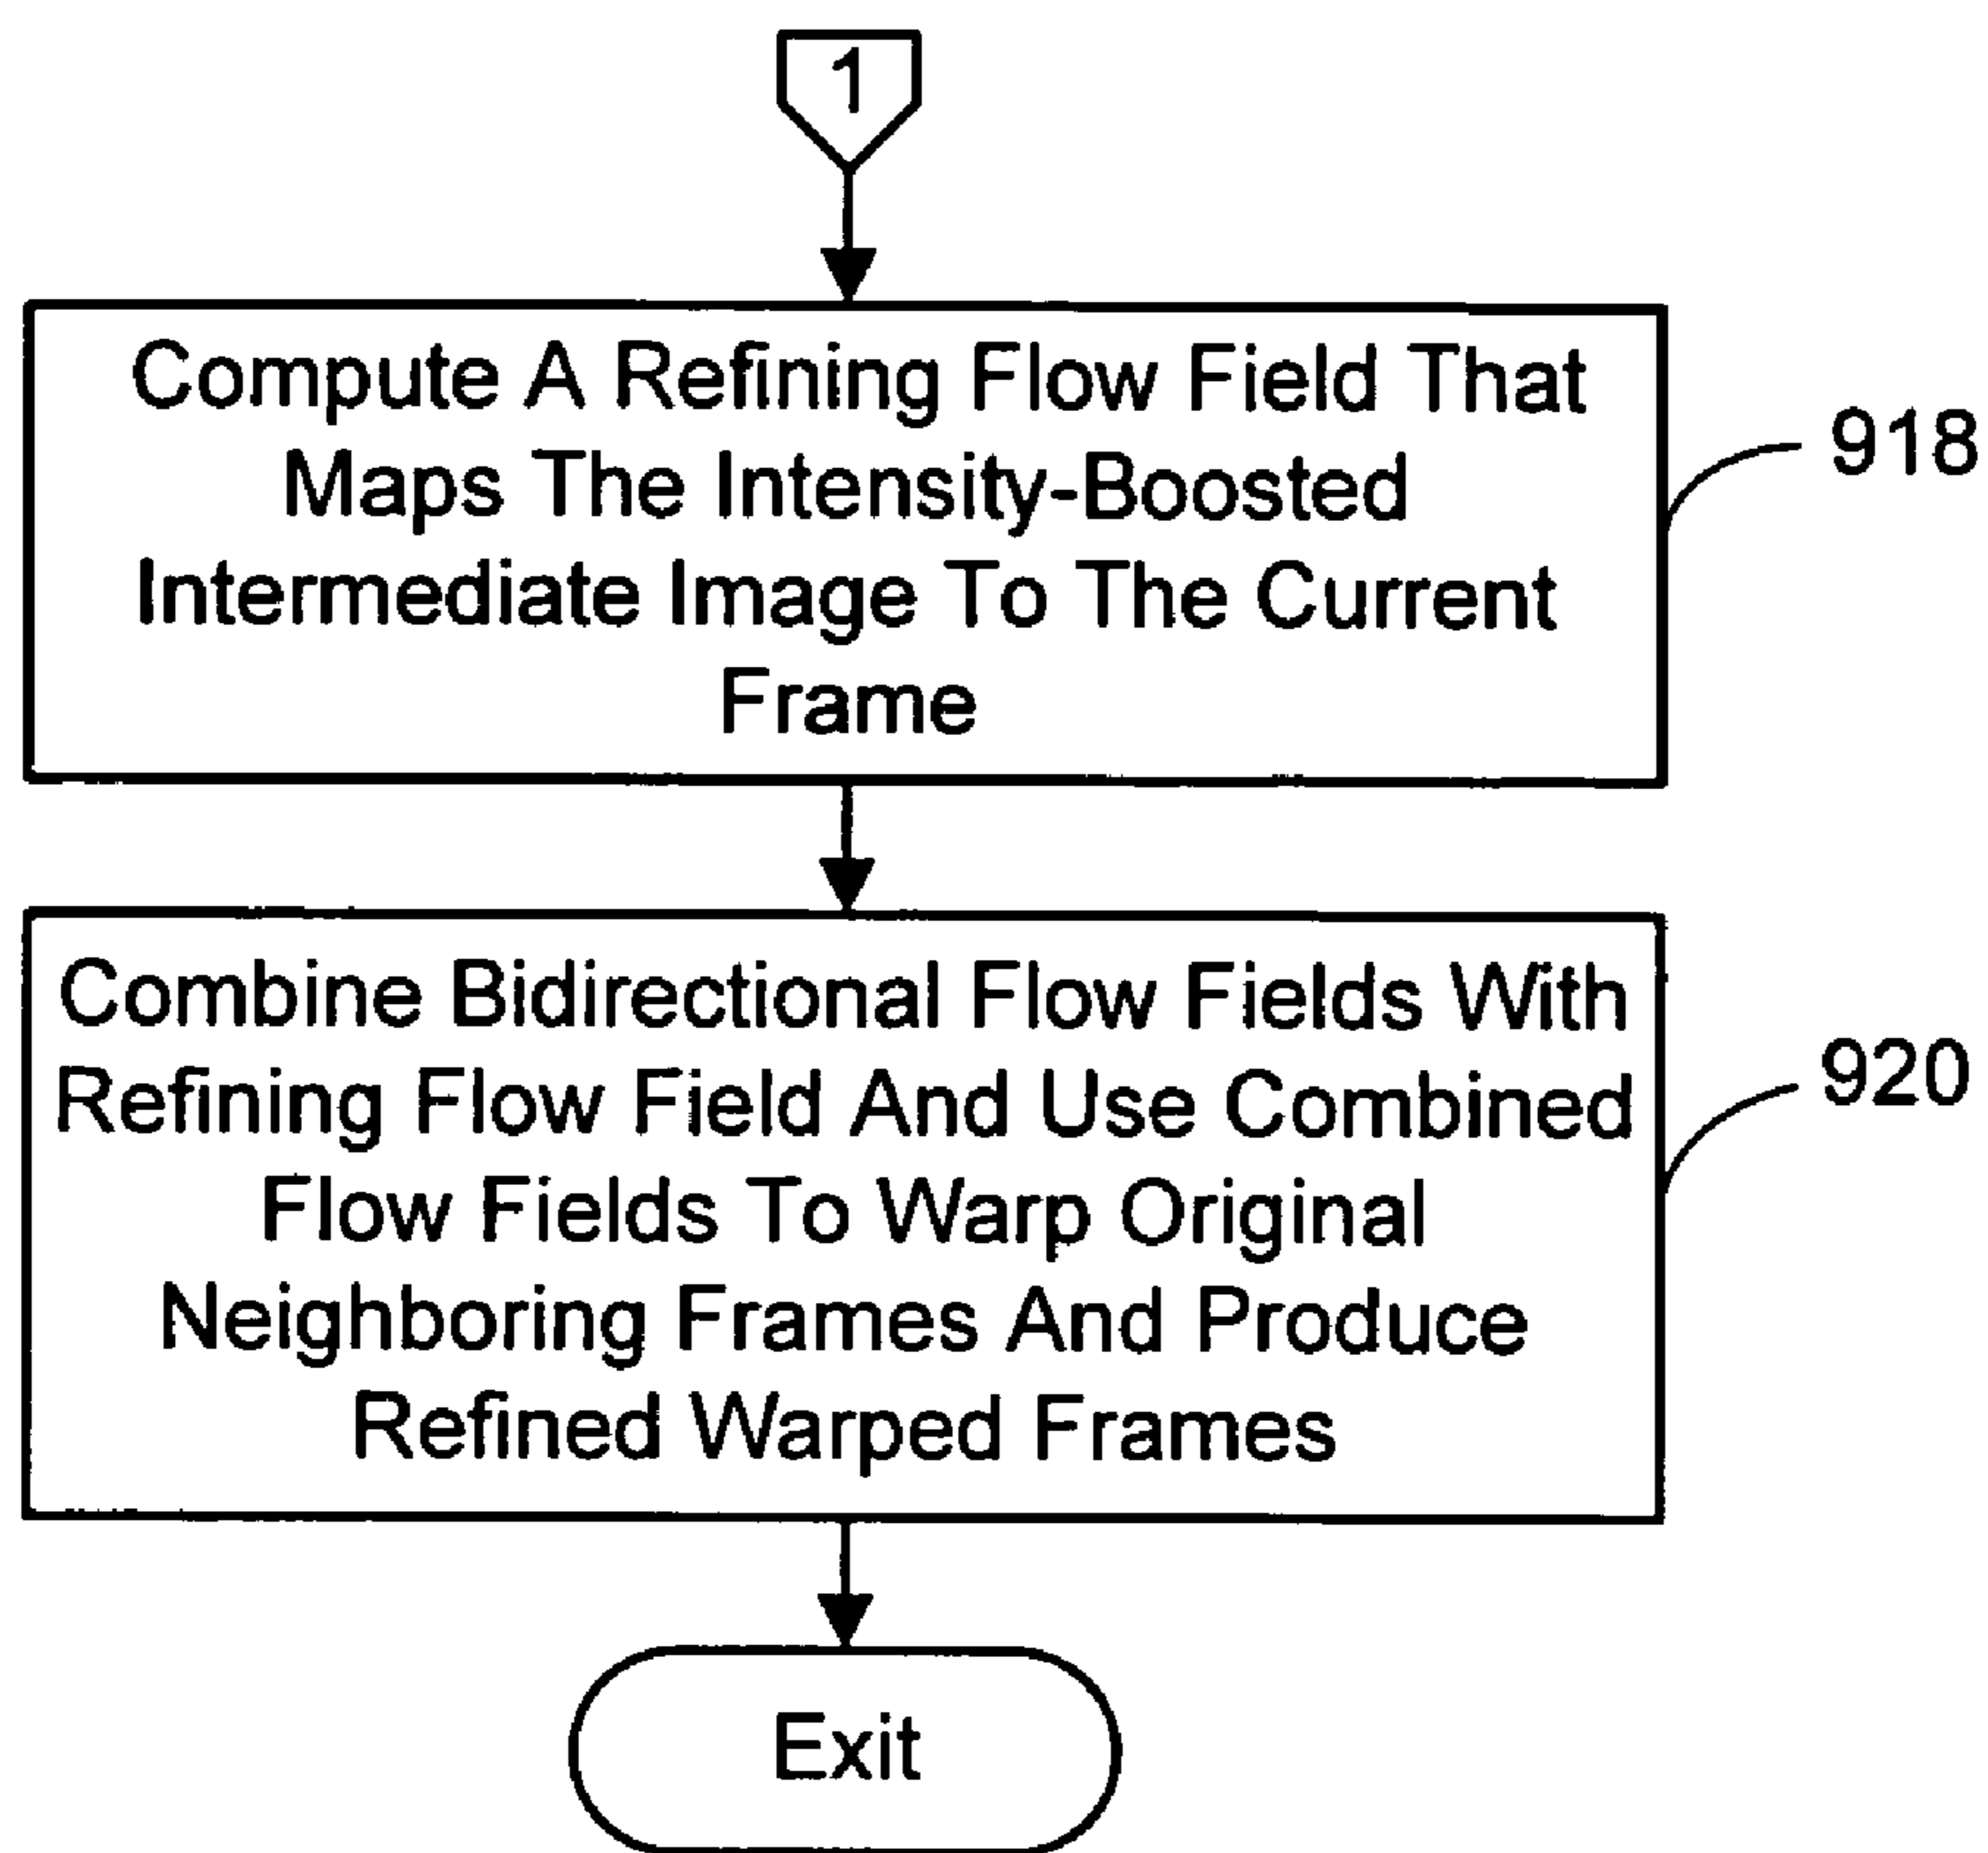 1
Compute A Refining Flow Field That
Maps The Intensity-Boosted
Intermediate Image To The Current
Frame
918
Combine Bidirectional Flow Fields With
Refining Flow Field And Use Combined
Flow Fields To Warp Original
Neighboring Frames And Produce
Refined Warped Frames
920
Exit